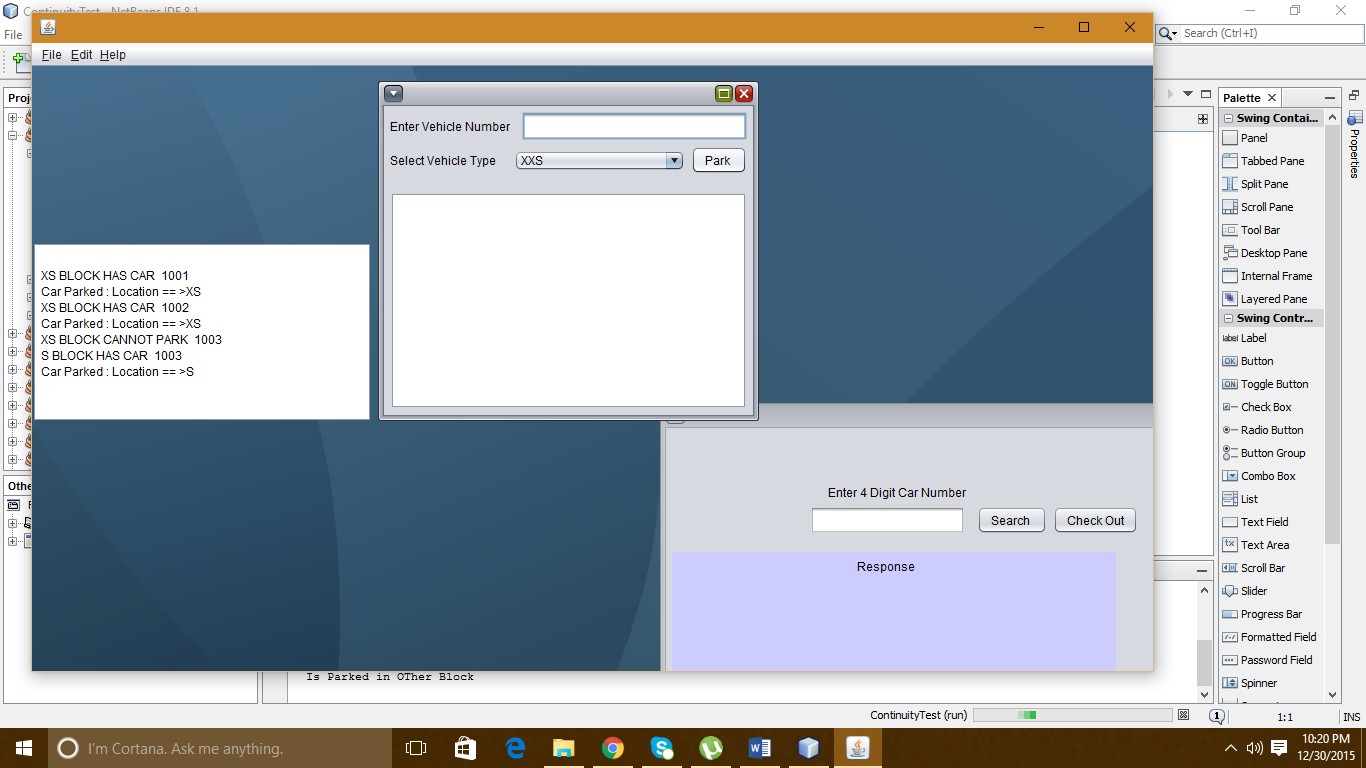 ContinuityTest - NetBeans IDE 8.1
File
Search (Ctrl+I)
File Edit Help
Enter Vehicle Number
Select Vehicle Type
XXS
Park
XS BLOCK HAS CAR 1001
Car Parked : Location == >XS
XS BLOCK HAS CAR 1002
Car Parked : Location == >XS
XS BLOCK CANNOT PARK 1003
S BLOCK HAS CAR 1003
Car Parked : Location == >S
Enter 4 Digit Car Number
Search
Check Out
Response
Is Parked in OTher Block
Palette
Swing Contai...
Panel
Tabbed Pane
Split Pane
Scroll Pane
Tool Bar
Desktop Pane
Internal Frame
Layered Pane
Swing Contr...
label Label
OK Button
ON Toggle Button
Check Box
Radio Button
Button Group
Combo Box
List
Text Field
Text Area
Scroll Bar
Slider
Progress Bar
Formatted Field
Password Field
Spinner
Properties
ContinuityTest (run)
1
1:1
INS
I'm Cortana. Ask me anything.
10:20 PM
12/30/2015